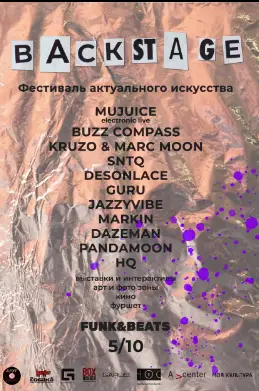 BACKSTAGE
Фестиваль актуального искусства
MUJUICE
electronic live
BUZZ COMPASS
KRUZO & MARC MOON
SNTQ
DESONLACE
GURU
JAZZYVIBE
MARKIN
DAZEMAN
PANDAMOON
HQ
выставки и интерактивы
арт и фото зоны
кино
фуршет
FUNK&BEATS
5/10